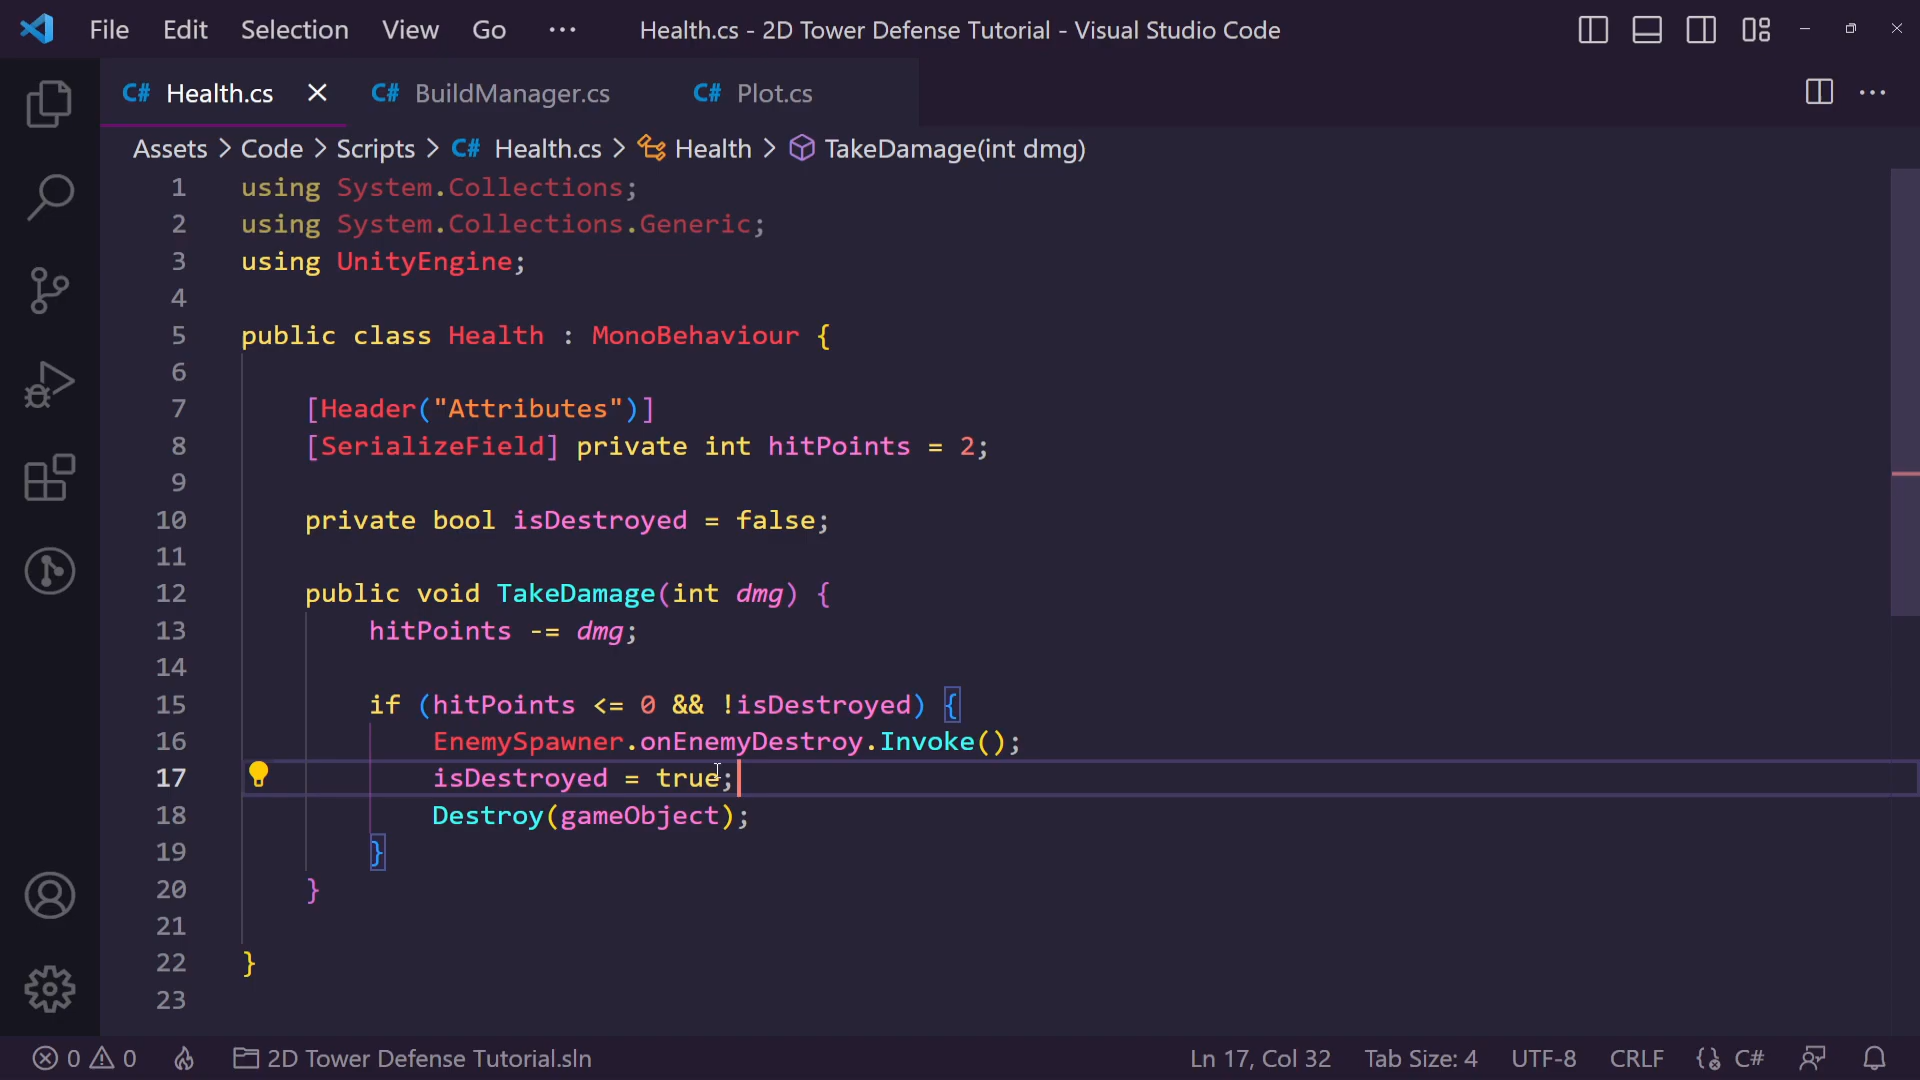 File Edit Selection View Go ··· Health.cs - 2D Tower Defense Tutorial - Visual Studio Code
C# Health.cs C# BuildManager.cs C# Plot.cs
Assets > Code > Scripts > C# Health.cs > Health > TakeDamage(int dmg)
1 using System.Collections;
2 using System.Collections.Generic;
3 using UnityEngine;
4
5 public class Health : MonoBehaviour {
6
7 [Header("Attributes")]
8 [SerializeField] private int hitPoints = 2;
9
10 private bool isDestroyed = false;
11
12 public void TakeDamage(int dmg) {
13 hitPoints -= dmg;
14
15 if (hitPoints <= 0 && !isDestroyed) {
16 EnemySpawner.onEnemyDestroy.Invoke();
17 isDestroyed = true;
18 Destroy(gameObject);
19 }
20 }
21
22 }
23
0 0 2D Tower Defense Tutorial.sln Ln 17, Col 32 Tab Size: 4 UTF-8 CRLF C#